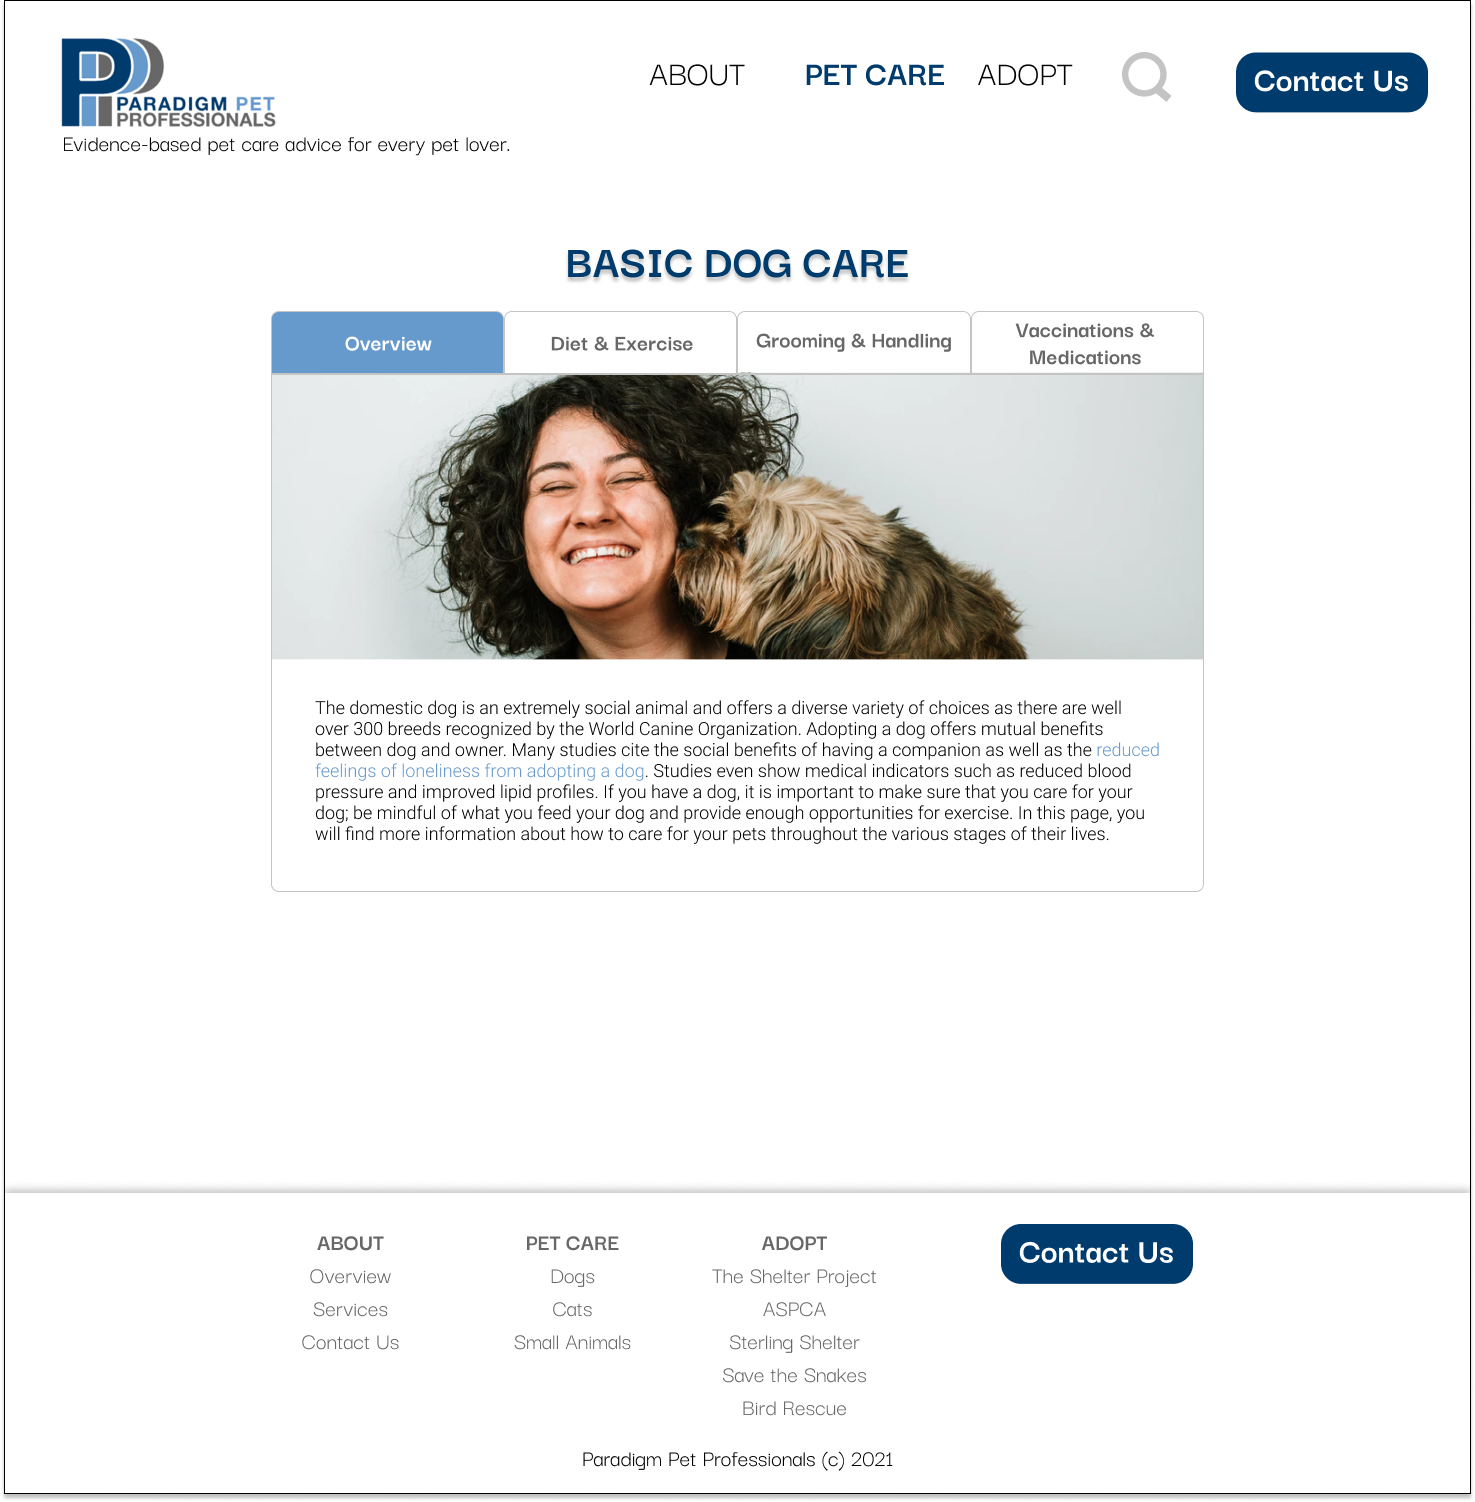 PARADIGM PET
PROFESSIONALS
Evidence-based pet care advice for every pet lover.
ABOUT
PET CARE
ADOPT
Contact Us
BASIC DOG CARE
Overview
Diet & Exercise
Grooming & Handling
Vaccinations &
Medications
The domestic dog is an extremely social animal and offers a diverse variety of choices as there are well
over 300 breeds recognized by the World Canine Organization. Adopting a dog offers mutual benefits
between dog and owner. Many studies cite the social benefits of having a companion as well as the reduced
feelings of loneliness from adopting a dog. Studies even show medical indicators such as reduced blood
pressure and improved lipid profiles. If you have a dog, it is important to make sure that you care for your
dog; be mindful of what you feed your dog and provide enough opportunities for exercise. In this page, you
will find more information about how to care for your pets throughout the various stages of their lives.
ABOUT
Overview
Services
Contact Us
PET CARE
Dogs
Cats
Small Animals
ADOPT
The Shelter Project
ASPCA
Sterling Shelter
Save the Snakes
Bird Rescue
Contact Us
Paradigm Pet Professionals (c) 2021